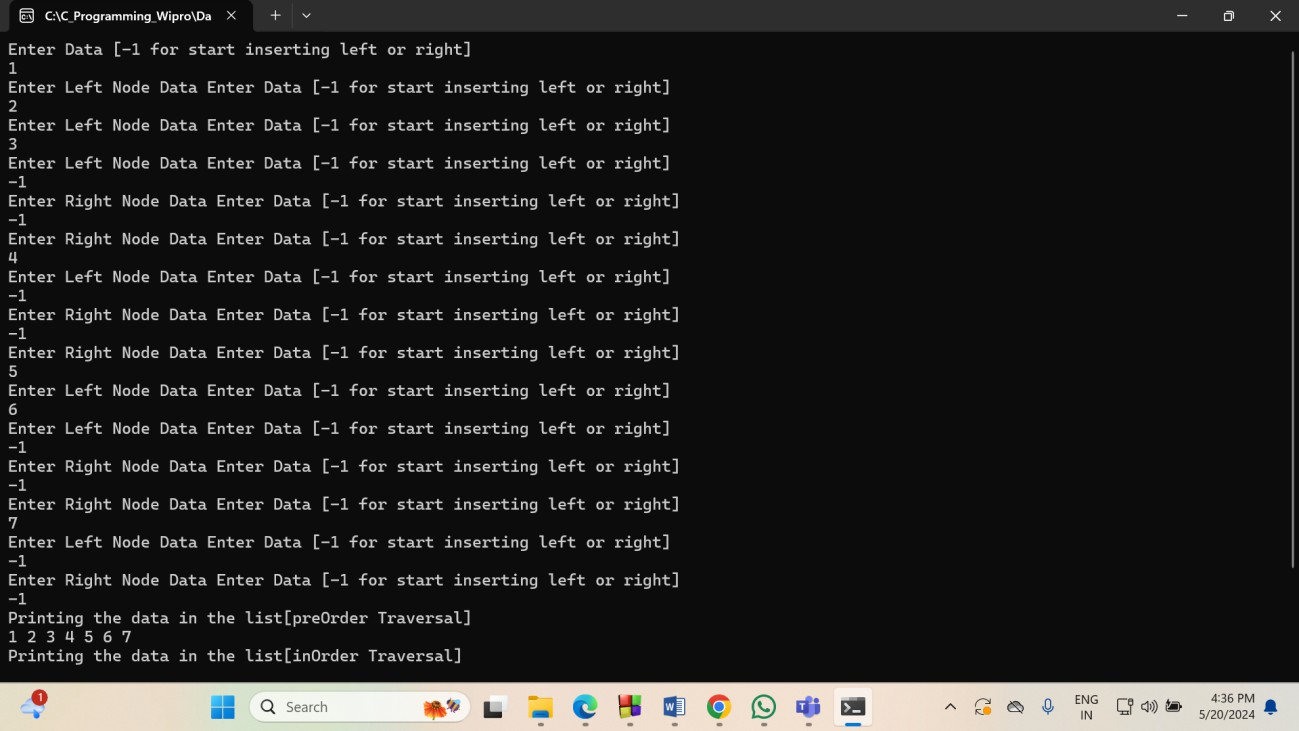 C:\C_Programming_Wipro\Da
Enter Data [-1 for start inserting left or right]
1
Enter Left Node Data Enter Data [-1 for start inserting left or right]
2
Enter Left Node Data Enter Data [-1 for start inserting left or right]
3
Enter Left Node Data Enter Data [-1 for start inserting left or right]
-1
Enter Right Node Data Enter Data [-1 for start inserting left or right]
-1
Enter Right Node Data Enter Data [-1 for start inserting left or right]
4
Enter Left Node Data Enter Data [-1 for start inserting left or right]
-1
Enter Right Node Data Enter Data [-1 for start inserting left or right]
-1
Enter Right Node Data Enter Data [-1 for start inserting left or right]
5
Enter Left Node Data Enter Data [-1 for start inserting left or right]
6
Enter Left Node Data Enter Data [-1 for start inserting left or right]
-1
Enter Right Node Data Enter Data [-1 for start inserting left or right]
-1
Enter Right Node Data Enter Data [-1 for start inserting left or right]
7
Enter Left Node Data Enter Data [-1 for start inserting left or right]
-1
Enter Right Node Data Enter Data [-1 for start inserting left or right]
-1
Printing the data in the list[preOrder Traversal]
1 2 3 4 5 6 7
Printing the data in the list[inOrder Traversal]
1
Search
ENG
IN
4:36 PM
5/20/2024